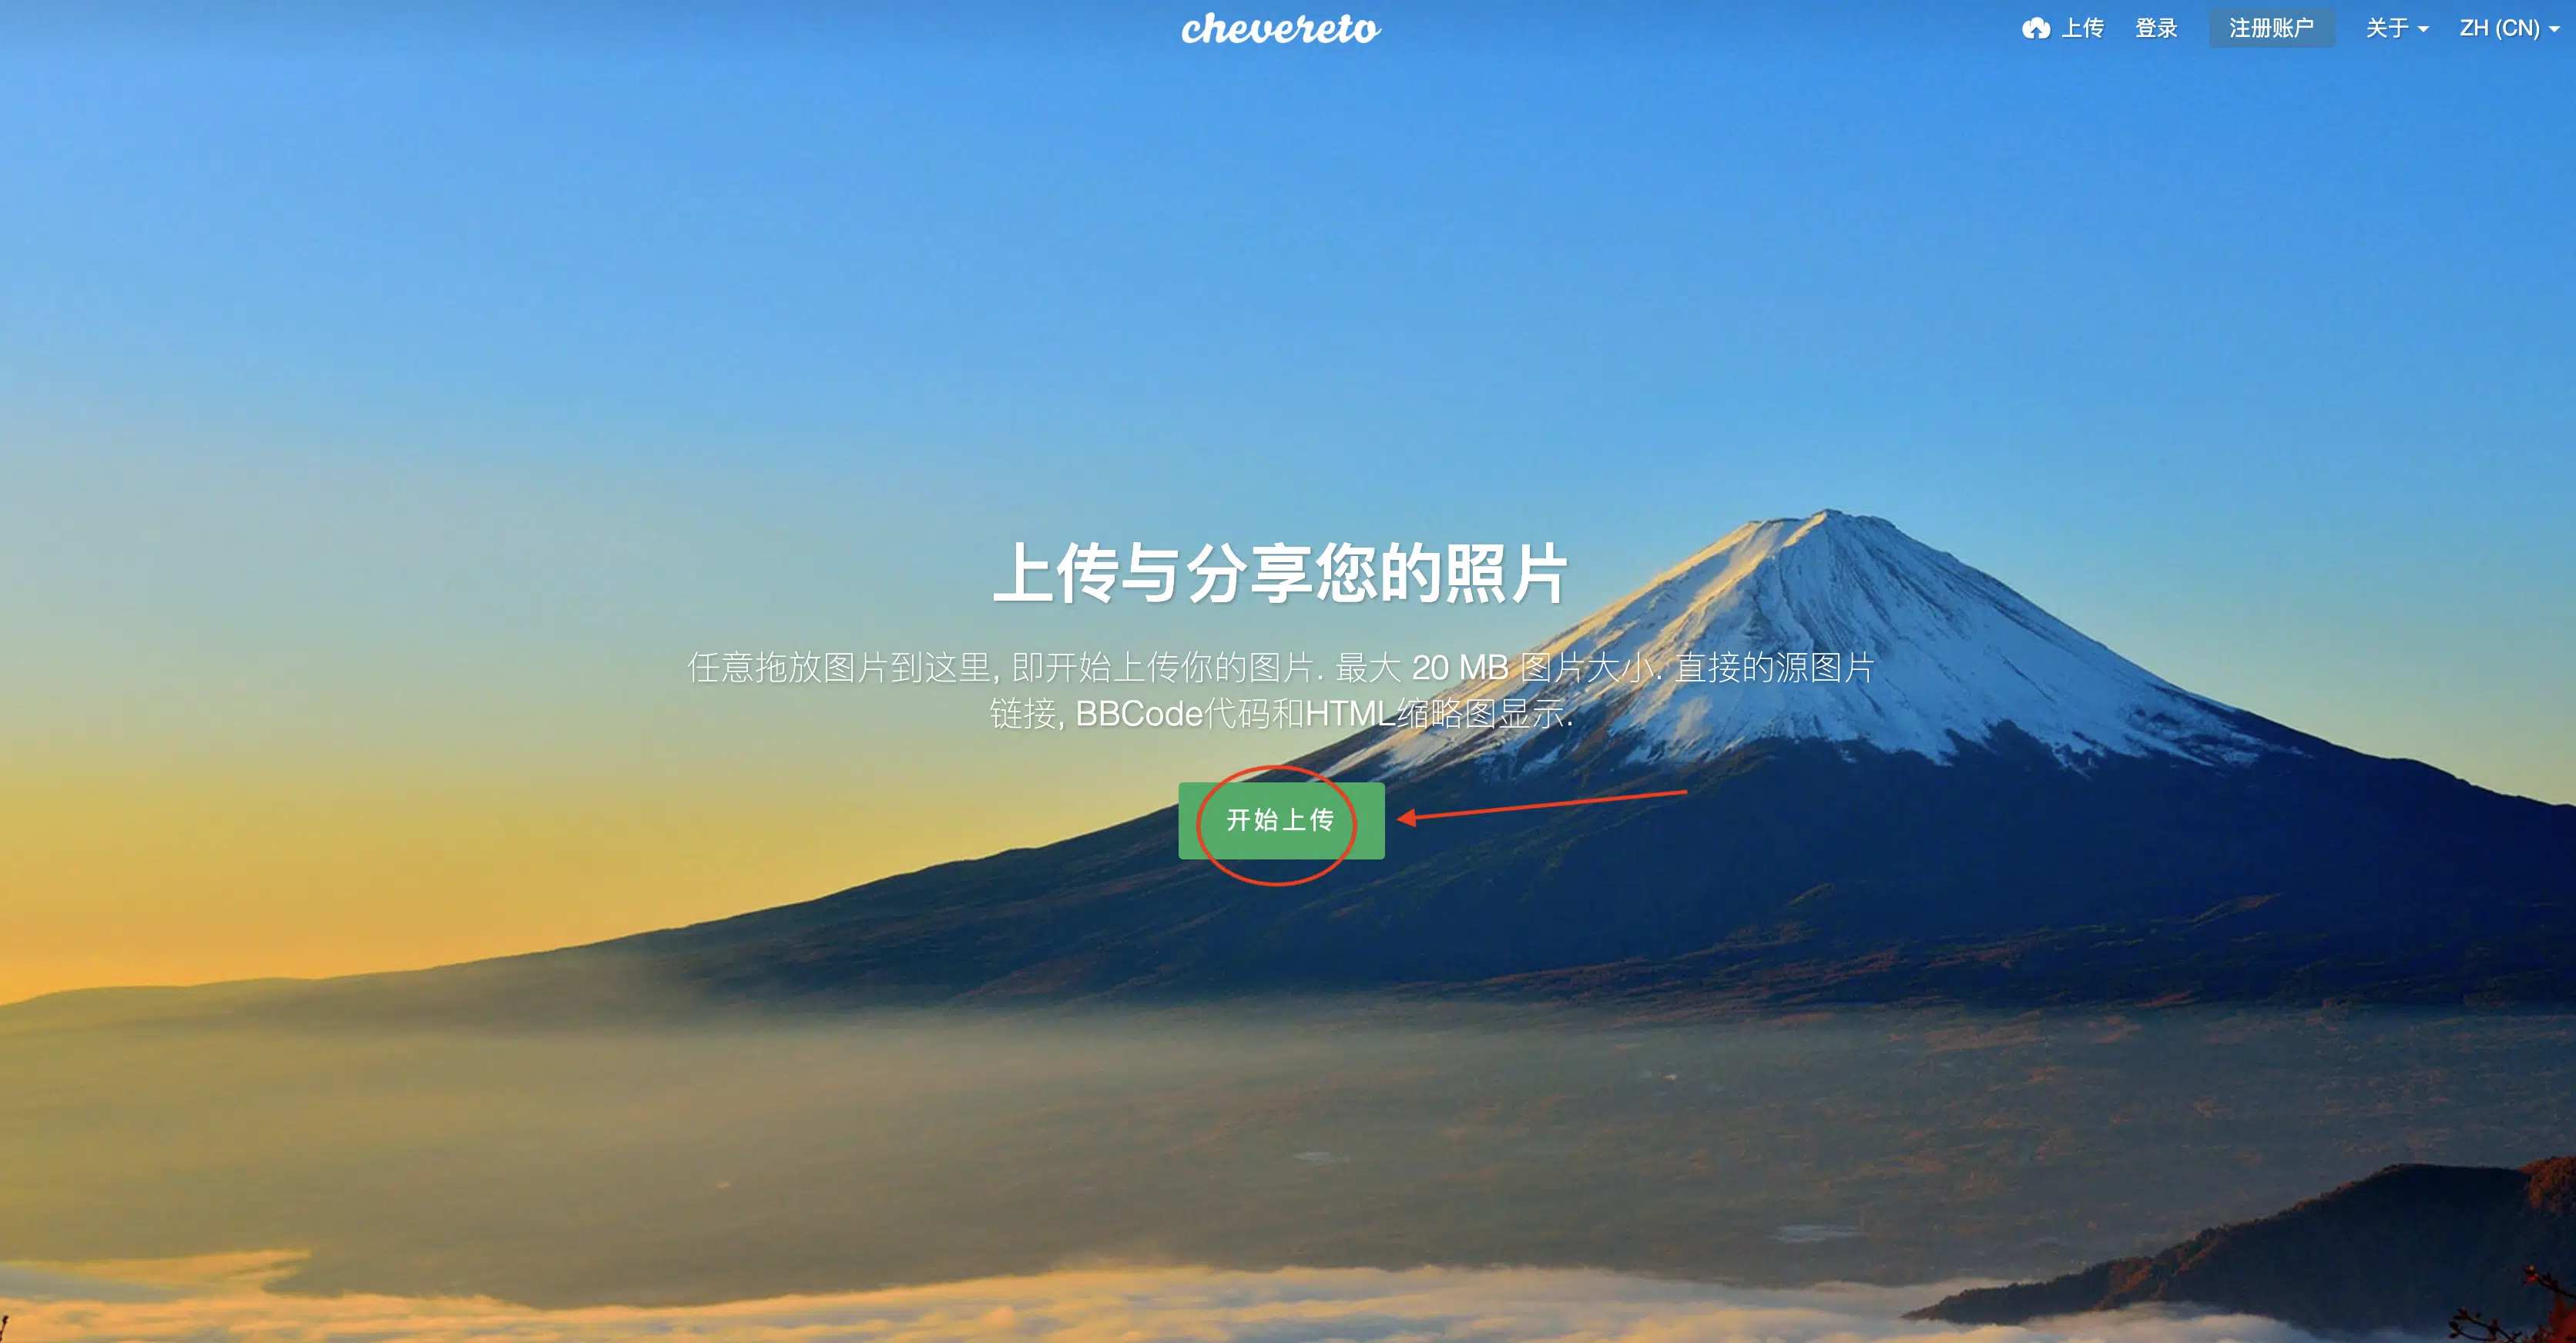 chevereto
上传 登录 注册账户 关于 ZH (CN)
上传与分享您的照片
任意拖放图片到这里, 即开始上传你的图片. 最大 20 MB 图片大小. 直接的源图片
链接, BBCode代码和HTML缩略图显示.
开始上传